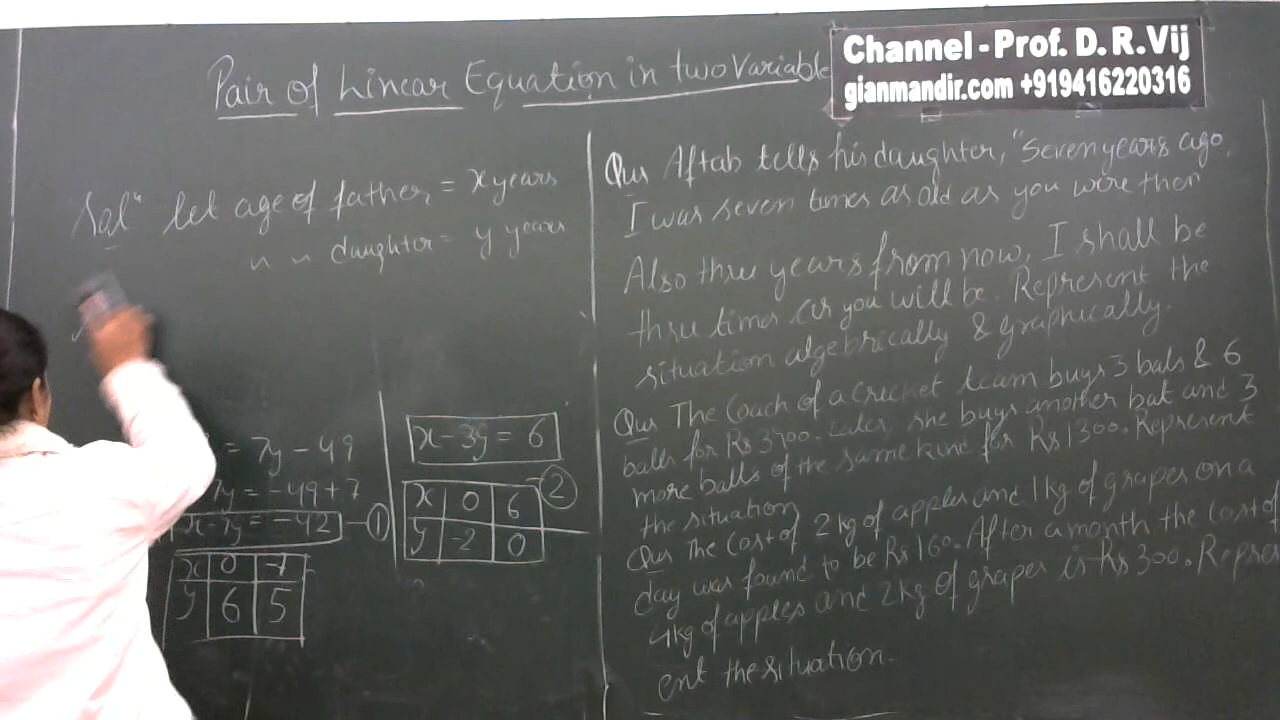 Pair of Linear Equation in two Variable
Channel - Prof. D. R. Vij
gianmandir.com +919416220316
Solⁿ let age of father = x years
" " daughter = y years
= 7y - 49
7y = -49 + 7
x - 7y = -42 - ①
x 0 -7
y 6 5
x - 3y = 6
- ②
x 0 6
y -2 0
Qus Aftab tells his daughter, "Seven years ago,
I was seven times as old as you were then
Also three years from now, I shall be
three times as you will be. Represent the
situation algebrically & graphically.
Qus The Coach of a Cricket team buys 3 bats & 6
balls for Rs 3900. Later, she buys another bat and 3
more balls of the same kind for Rs 1300. Represent
the situation
Qus The Cost of 2 kg of apples and 1 kg of grapes on a
day was found to be Rs 160. After a month the Cost of
4kg of apples and 2kg of grapes is Rs 300. Repres
ent the situation.